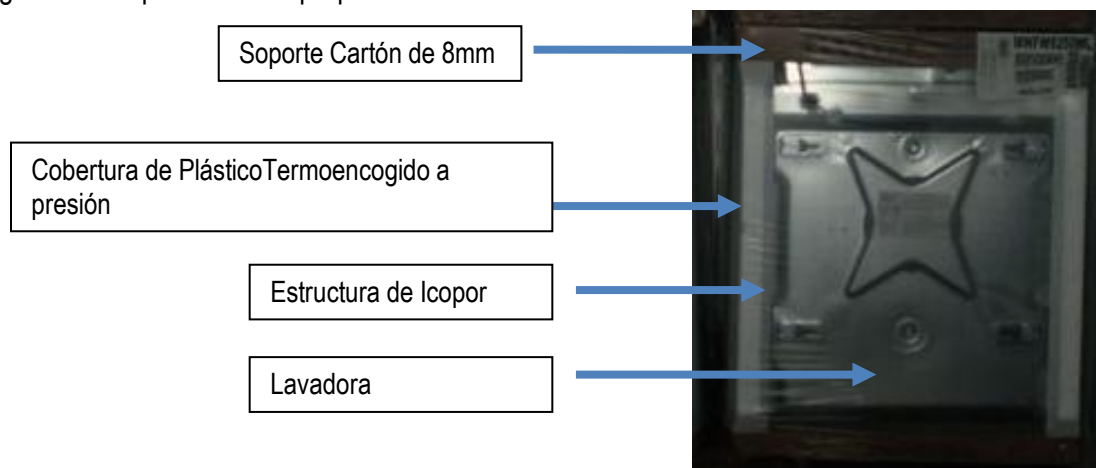 Soporte Cartón de 8mm
Cobertura de PlásticoTermoencogido a
presión
Estructura de Icopor
Lavadora